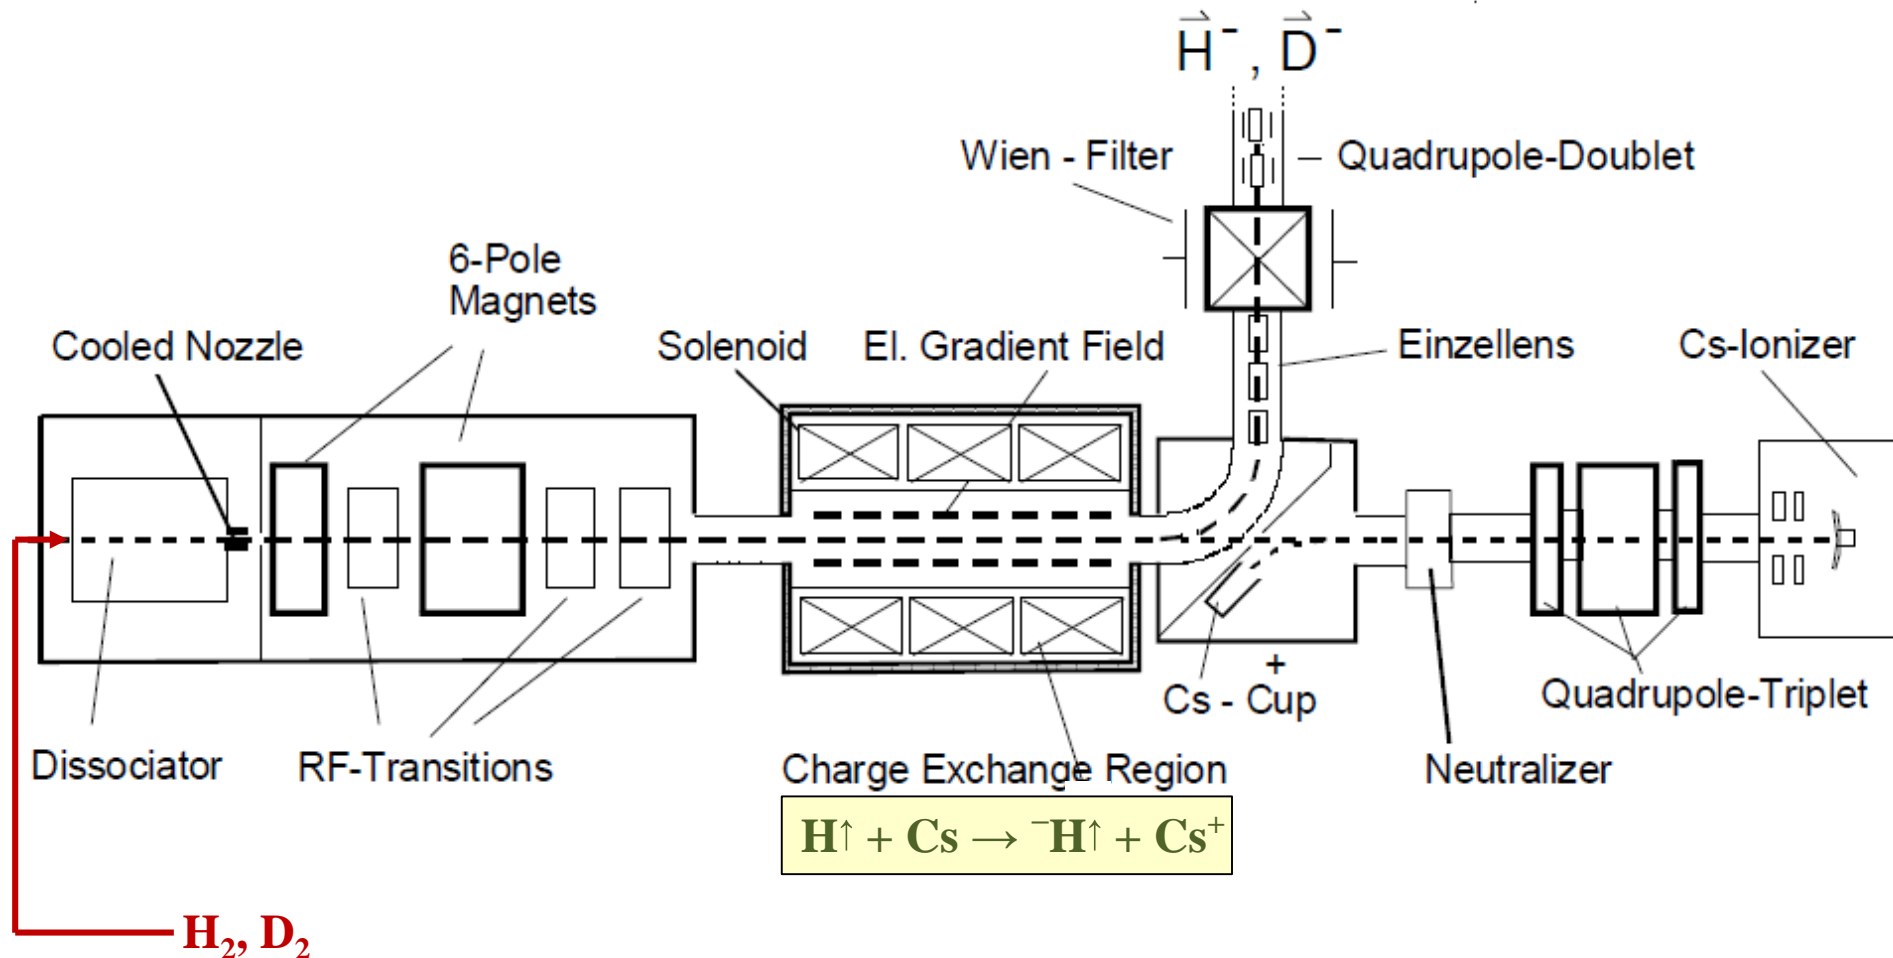 H⃗⁻, D⃗⁻
Wien - Filter
Quadrupole-Doublet
6-Pole
Magnets
Cooled Nozzle
Solenoid
El. Gradient Field
Einzellens
Cs-Ionizer
+
Cs - Cup
Quadrupole-Triplet
Dissociator
RF-Transitions
Charge Exchange Region
Neutralizer
H↑ + Cs → ⁻H↑ + Cs⁺
H₂, D₂